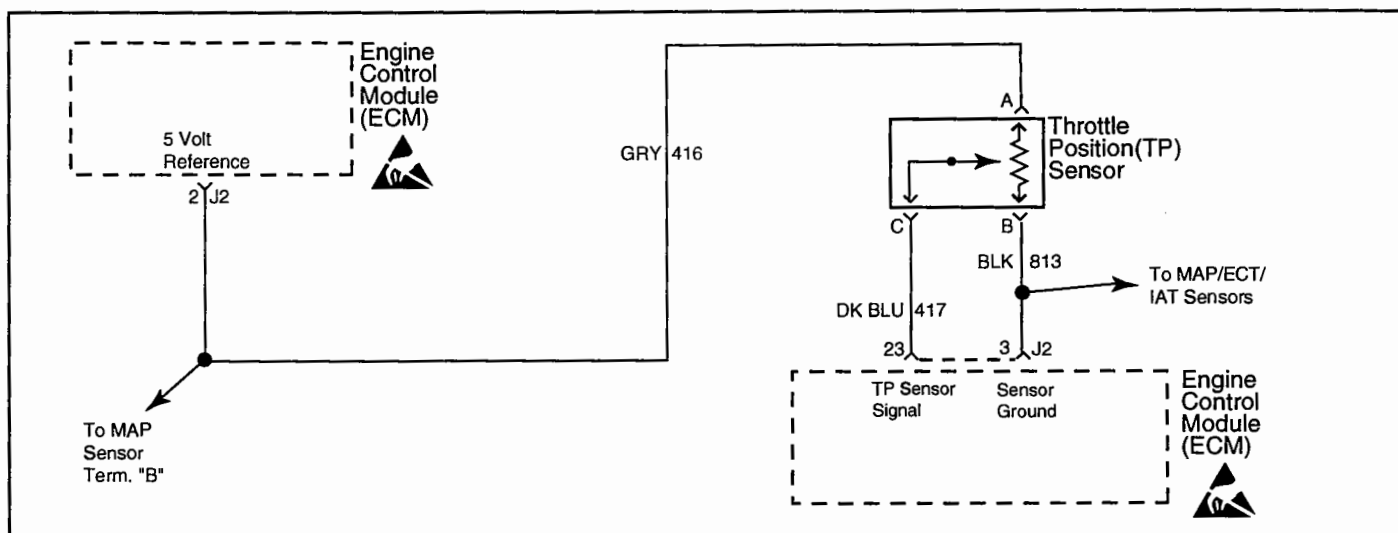 Engine
Control
Module
(ECM)
5 Volt
Reference
2 J2
GRY 416
A
Throttle
Position(TP)
Sensor
C
B
BLK 813
To MAP/ECT/
IAT Sensors
DK BLU 417
23
3 J2
TP Sensor
Signal
Sensor
Ground
Engine
Control
Module
(ECM)
To MAP
Sensor
Term. "B"